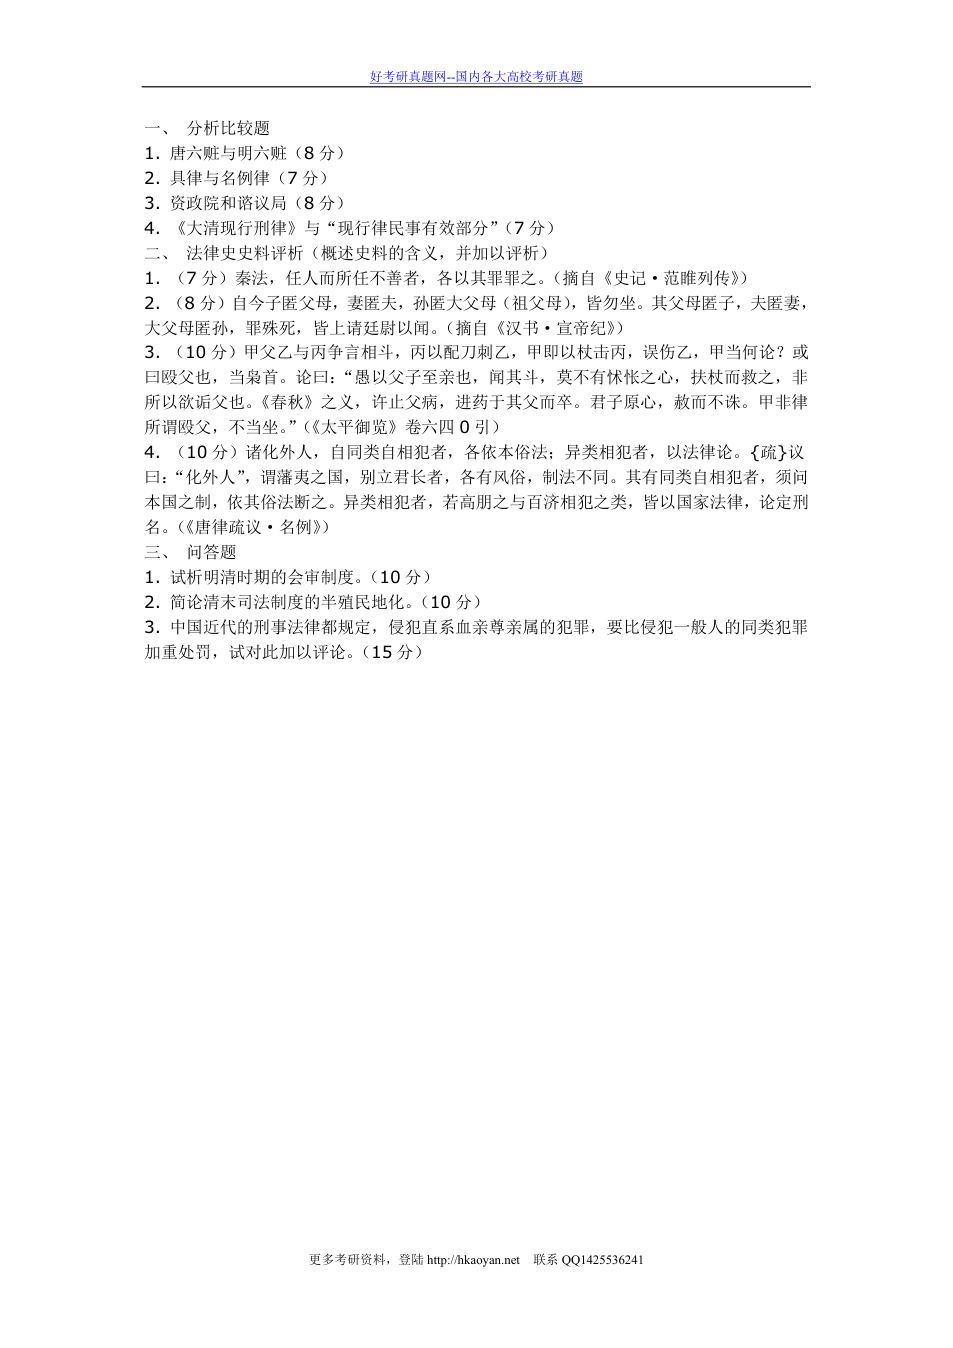 好考研真题网--国内各大高校考研真题
一、 分析比较题
1. 唐六赃与明六赃（8 分）
2. 具律与名例律（7 分）
3. 资政院和谘议局（8 分）
4. 《大清现行刑律》与“现行律民事有效部分”（7 分）
二、 法律史史料评析（概述史料的含义，并加以评析）
1. （7 分）秦法，任人而所任不善者，各以其罪罪之。（摘自《史记·范睢列传》）
2. （8 分）自今子匿父母，妻匿夫，孙匿大父母（祖父母），皆勿坐。其父母匿子，夫匿妻，
大父母匿孙，罪殊死，皆上请廷尉以闻。（摘自《汉书·宣帝纪》）
3. （10 分）甲父乙与丙争言相斗，丙以配刀刺乙，甲即以杖击丙，误伤乙，甲当何论？或
曰殴父也，当枭首。论曰：“愚以父子至亲也，闻其斗，莫不有怵怅之心，扶杖而救之，非
所以欲诟父也。《春秋》之义，许止父病，进药于其父而卒。君子原心，赦而不诛。甲非律
所谓殴父，不当坐。”（《太平御览》卷六四 0 引）
4. （10 分）诸化外人，自同类自相犯者，各依本俗法；异类相犯者，以法律论。{疏}议
曰：“化外人”，谓藩夷之国，别立君长者，各有风俗，制法不同。其有同类自相犯者，须问
本国之制，依其俗法断之。异类相犯者，若高朋之与百济相犯之类，皆以国家法律，论定刑
名。（《唐律疏议·名例》）
三、 问答题
1. 试析明清时期的会审制度。（10 分）
2. 简论清末司法制度的半殖民地化。（10 分）
3. 中国近代的刑事法律都规定，侵犯直系血亲尊亲属的犯罪，要比侵犯一般人的同类犯罪
加重处罚，试对此加以评论。（15 分）
更多考研资料，登陆 http://hkaoyan.net 联系 QQ1425536241